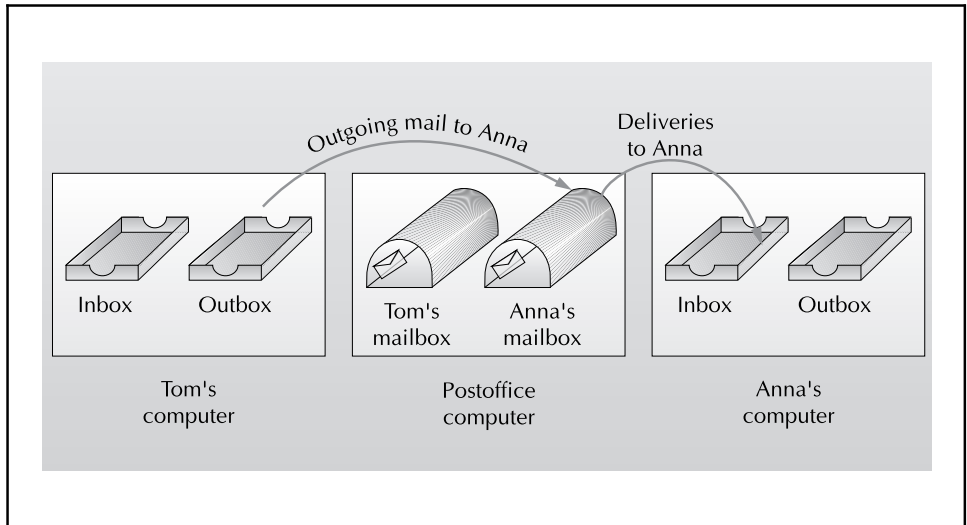 Outgoing mail to Anna
Deliveries
to Anna
Inbox
Outbox
Tom's
mailbox
Anna's
mailbox
Inbox
Outbox
Tom's
computer
Postoffice
computer
Anna's
computer